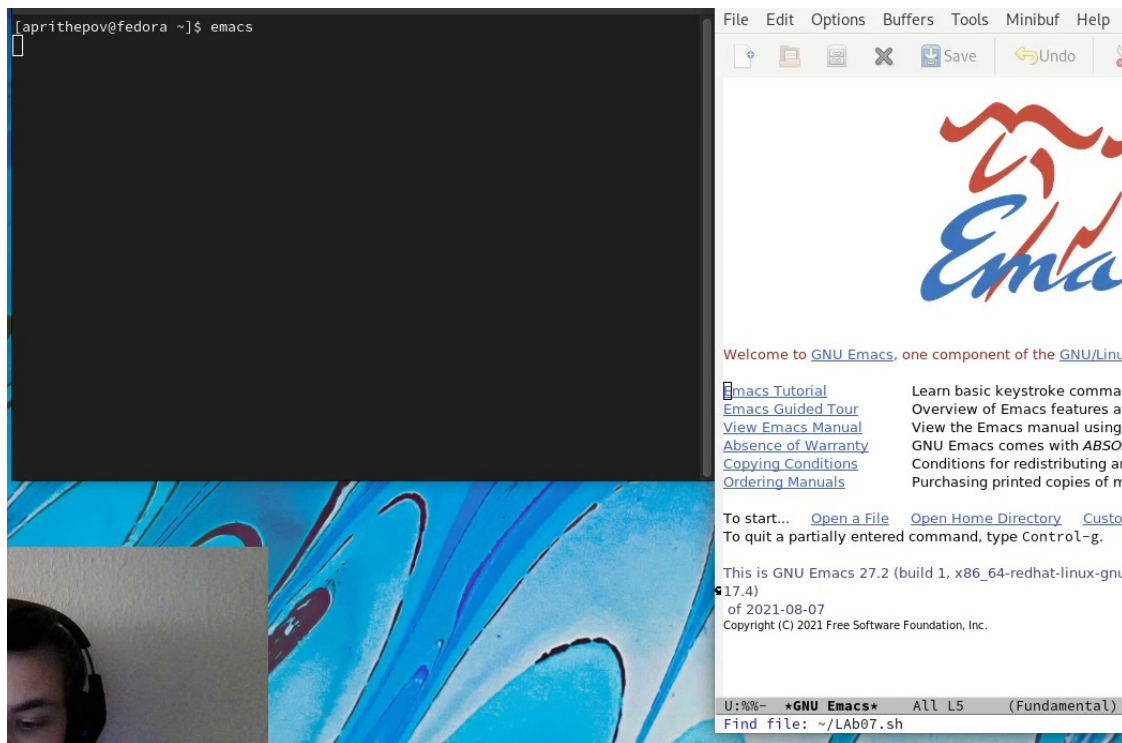 [aprithepov@fedora ~]$ emacs
File Edit Options Buffers Tools Minibuf Help
Save Undo
Ema
Welcome to GNU Emacs, one component of the GNU/Linu
Emacs Tutorial Learn basic keystroke comma
Emacs Guided Tour Overview of Emacs features a
View Emacs Manual View the Emacs manual using
Absence of Warranty GNU Emacs comes with ABSO
Copying Conditions Conditions for redistributing a
Ordering Manuals Purchasing printed copies of m
To start... Open a File Open Home Directory Custo
To quit a partially entered command, type Control-g.
This is GNU Emacs 27.2 (build 1, x86_64-redhat-linux-gnu
17.4)
of 2021-08-07
Copyright (C) 2021 Free Software Foundation, Inc.
U:%%- *GNU Emacs* All L5 (Fundamental)
Find file: ~/LAb07.sh